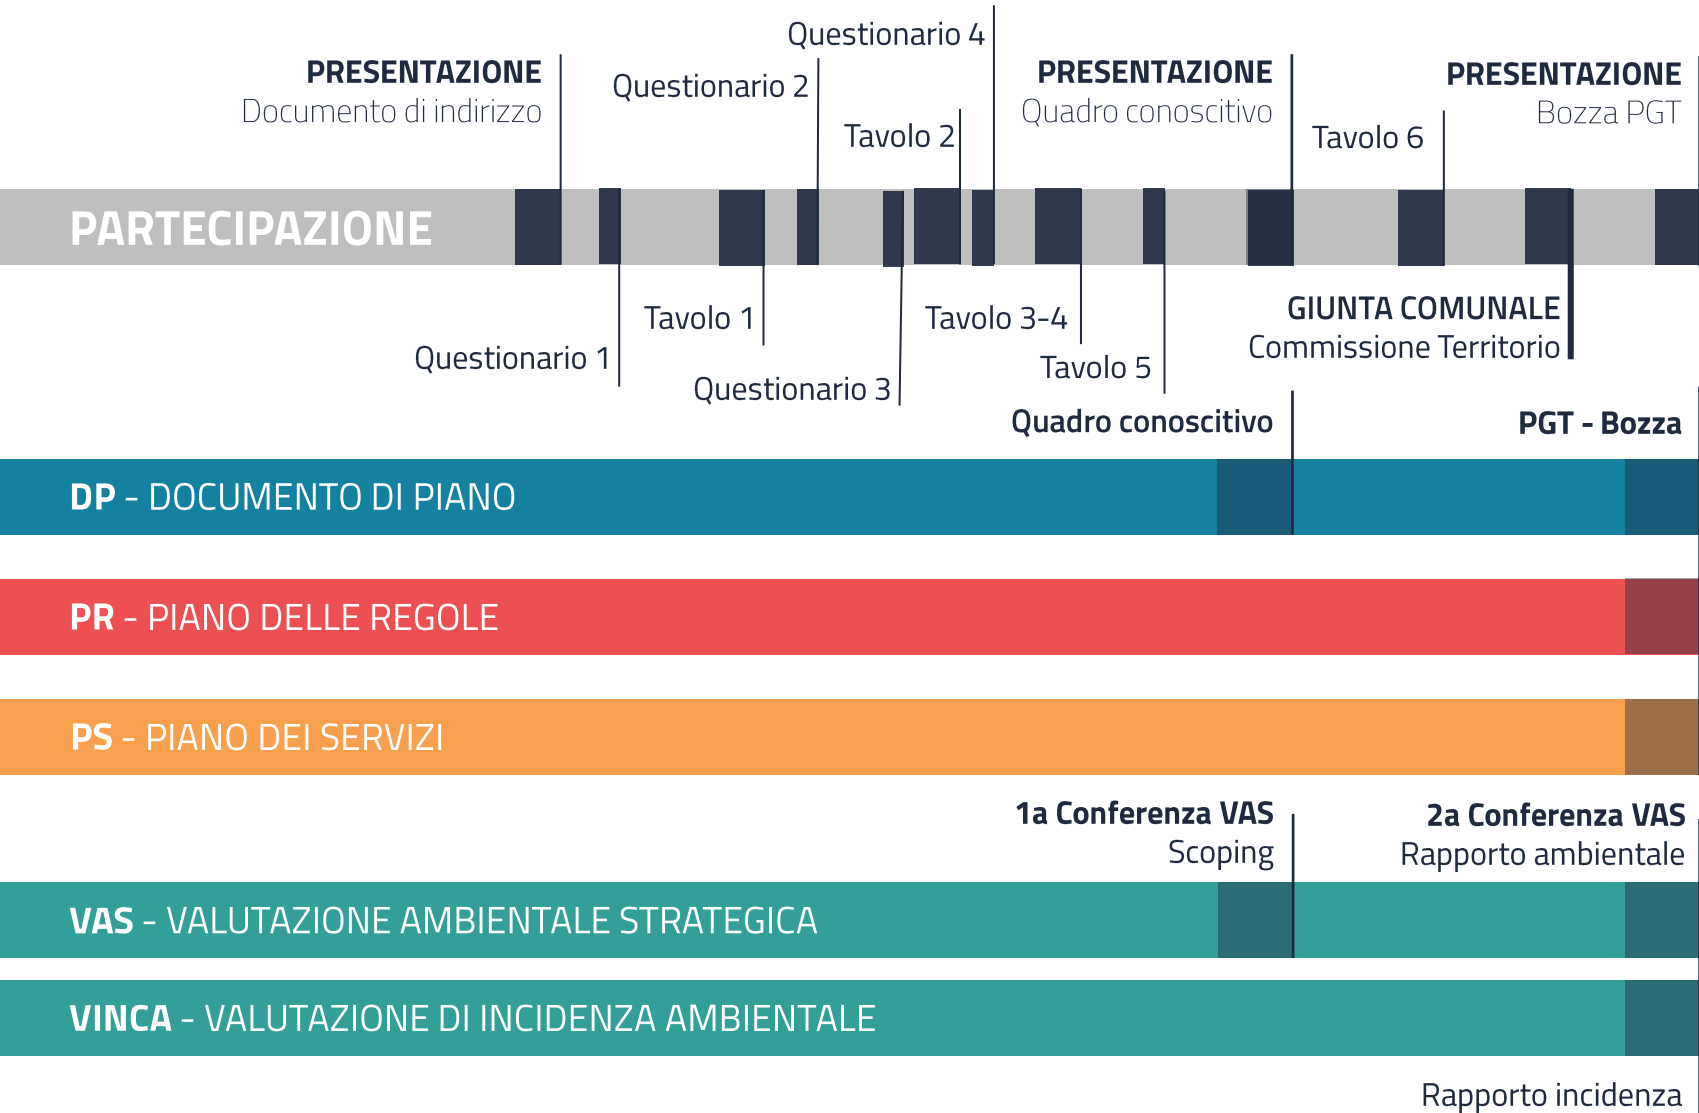 Questionario 4
PRESENTAZIONE
Documento di indirizzo
Questionario 2
Tavolo 2
PRESENTAZIONE
Quadro conoscitivo
Tavolo 6
PRESENTAZIONE
Bozza PGT
PARTECIPAZIONE
Questionario 1
Tavolo 1
Questionario 3
Tavolo 3-4
Tavolo 5
GIUNTA COMUNALE
Commissione Territorio
Quadro conoscitivo
PGT - Bozza
DP - DOCUMENTO DI PIANO
PR - PIANO DELLE REGOLE
PS - PIANO DEI SERVIZI
1a Conferenza VAS
Scoping
2a Conferenza VAS
Rapporto ambientale
VAS - VALUTAZIONE AMBIENTALE STRATEGICA
VINCA - VALUTAZIONE DI INCIDENZA AMBIENTALE
Rapporto incidenza